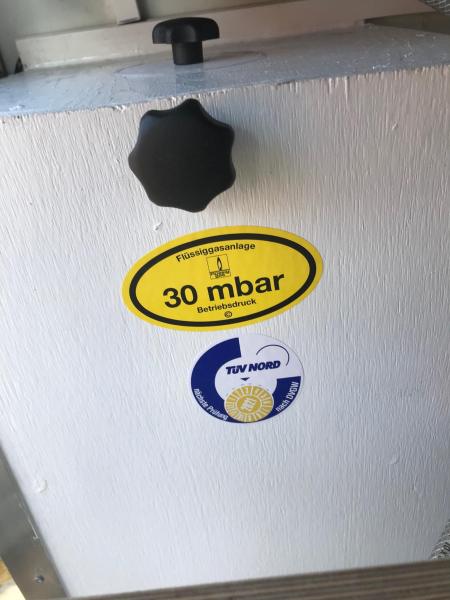 Flüssiggasanlage
30 mbar
Betriebsdruck
©
TÜV NORD
nächste Prüfung
nach DVGW